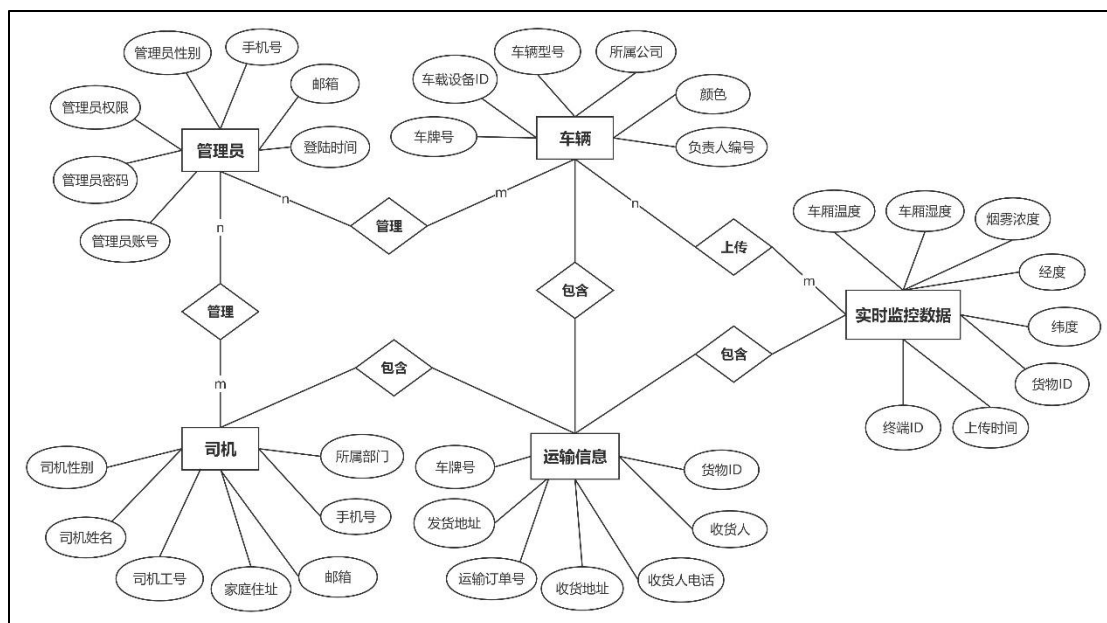 管理员性别
手机号
车辆型号
所属公司
管理员权限
邮箱
车载设备ID
颜色
管理员
登陆时间
车牌号
车辆
负责人编号
管理员密码
管理员账号
n
n
管理
m
n
上传
m
车厢温度
车厢湿度
烟雾浓度
经度
实时监控数据
纬度
货物ID
终端ID
上传时间
管理
包含
m
包含
包含
司机性别
司机
所属部门
司机姓名
手机号
司机工号
家庭住址
邮箱
车牌号
运输信息
货物ID
发货地址
收货人
运输订单号
收货地址
收货人电话